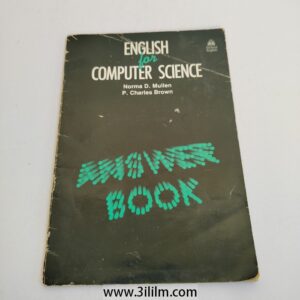 ENGLISH
for
COMPUTER SCIENCE
Norma D. Mullen
P. Charles Brown
ANSWER
BOOK
www.3ililm.com